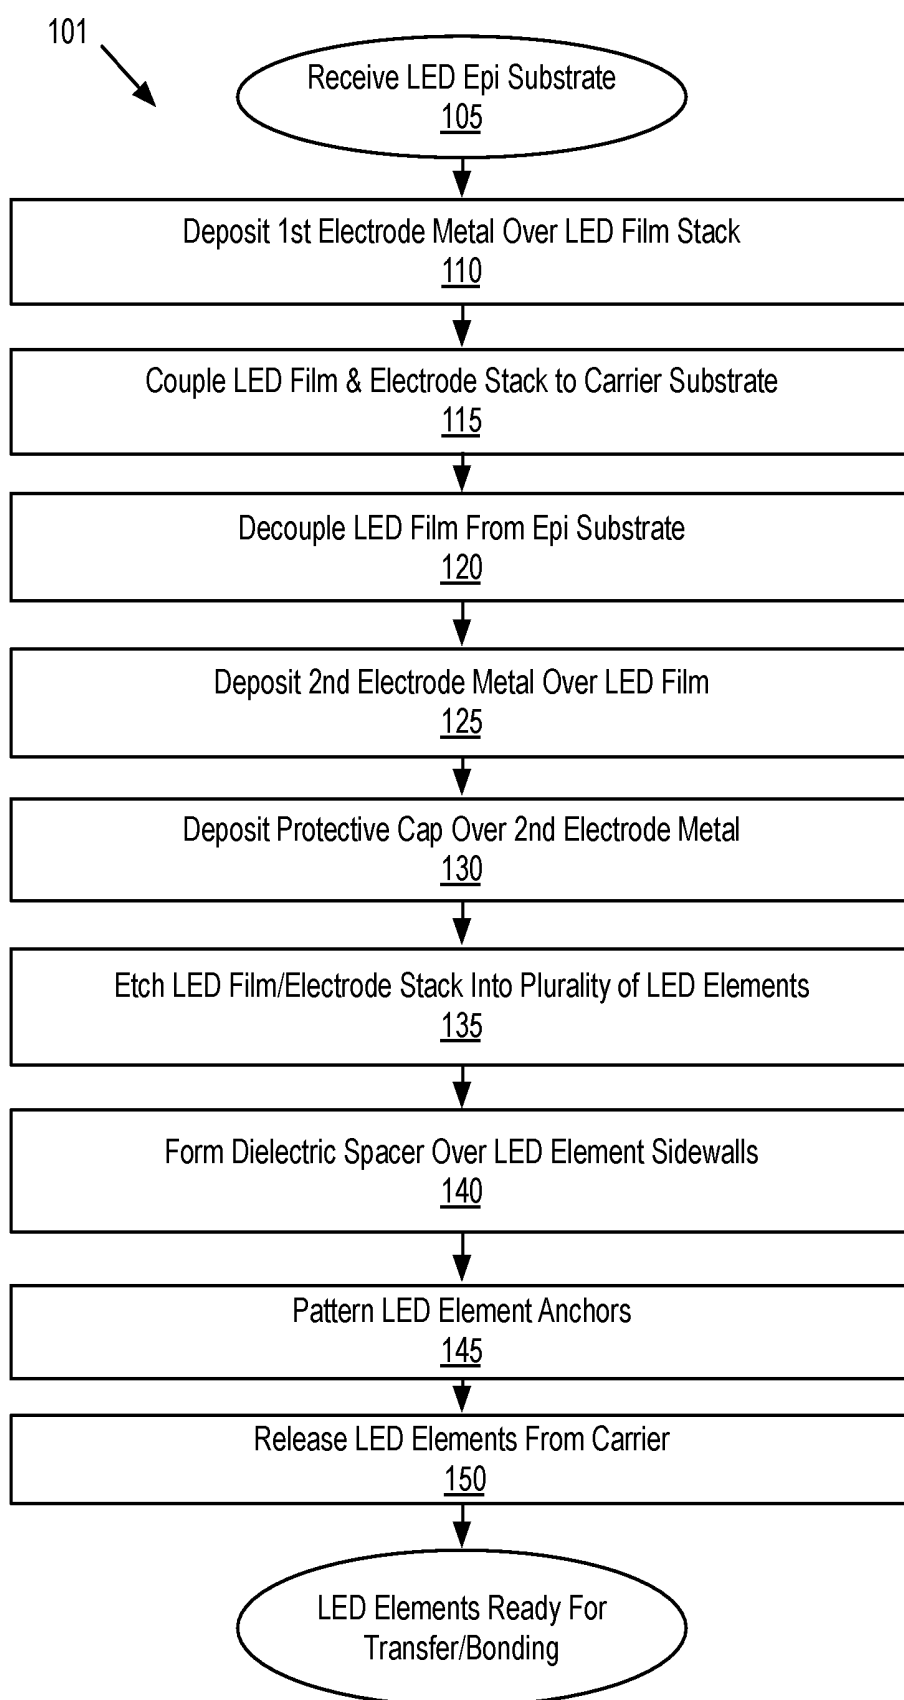 101
Receive LED Epi Substrate
105
Deposit 1st Electrode Metal Over LED Film Stack
110
Couple LED Film & Electrode Stack to Carrier Substrate
115
Decouple LED Film From Epi Substrate
120
Deposit 2nd Electrode Metal Over LED Film
125
Deposit Protective Cap Over 2nd Electrode Metal
130
Etch LED Film/Electrode Stack Into Plurality of LED Elements
135
Form Dielectric Spacer Over LED Element Sidewalls
140
Pattern LED Element Anchors
145
Release LED Elements From Carrier
150
LED Elements Ready For
Transfer/Bonding